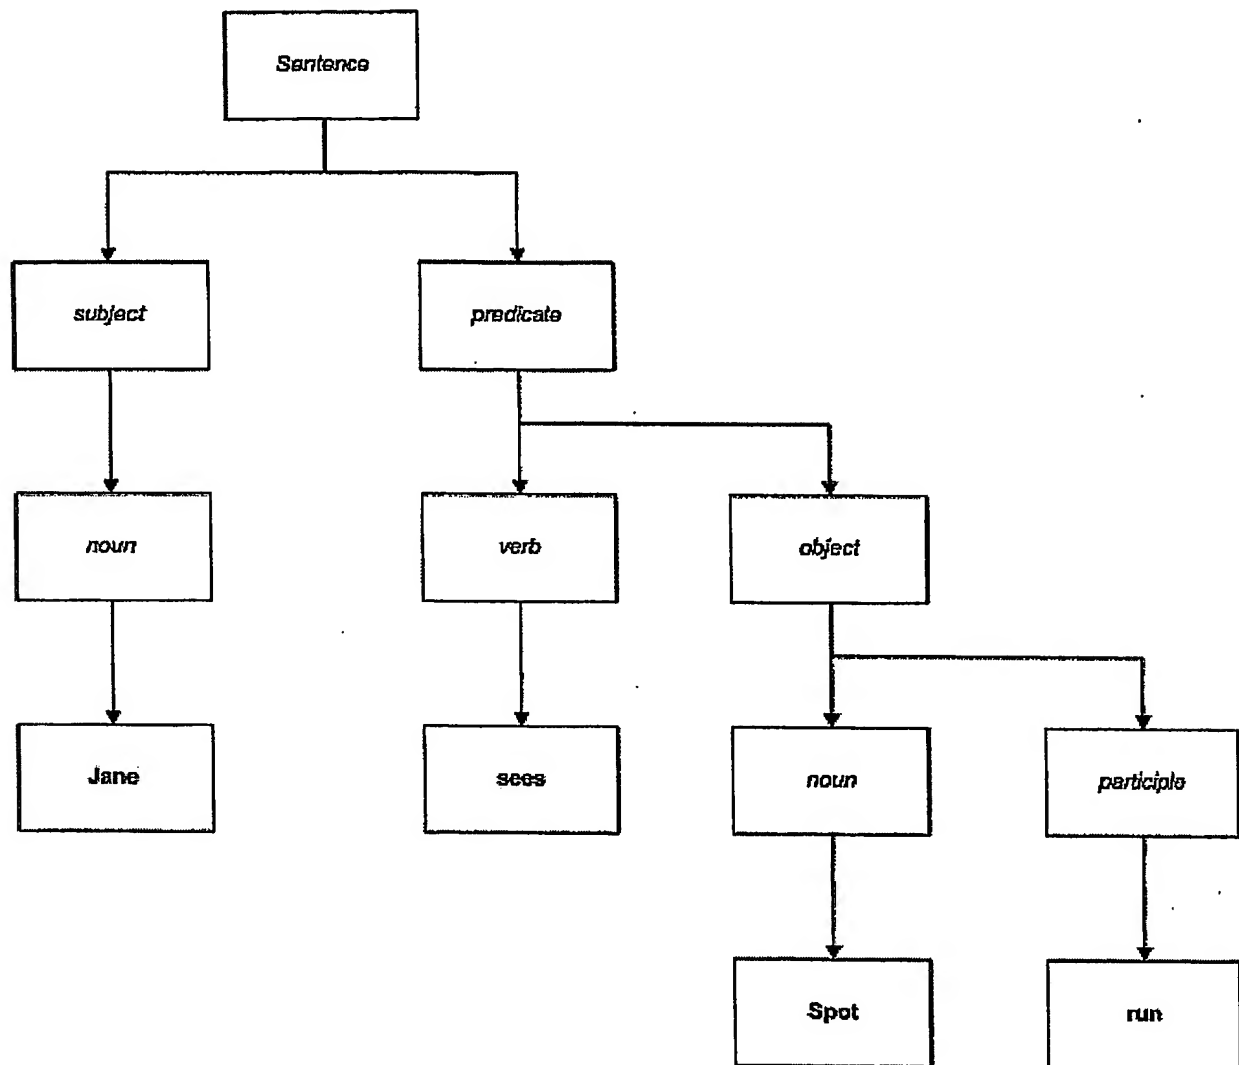 Sentence
subject
predicate
noun
verb
object
Jane
sees
noun
participle
Spot
run